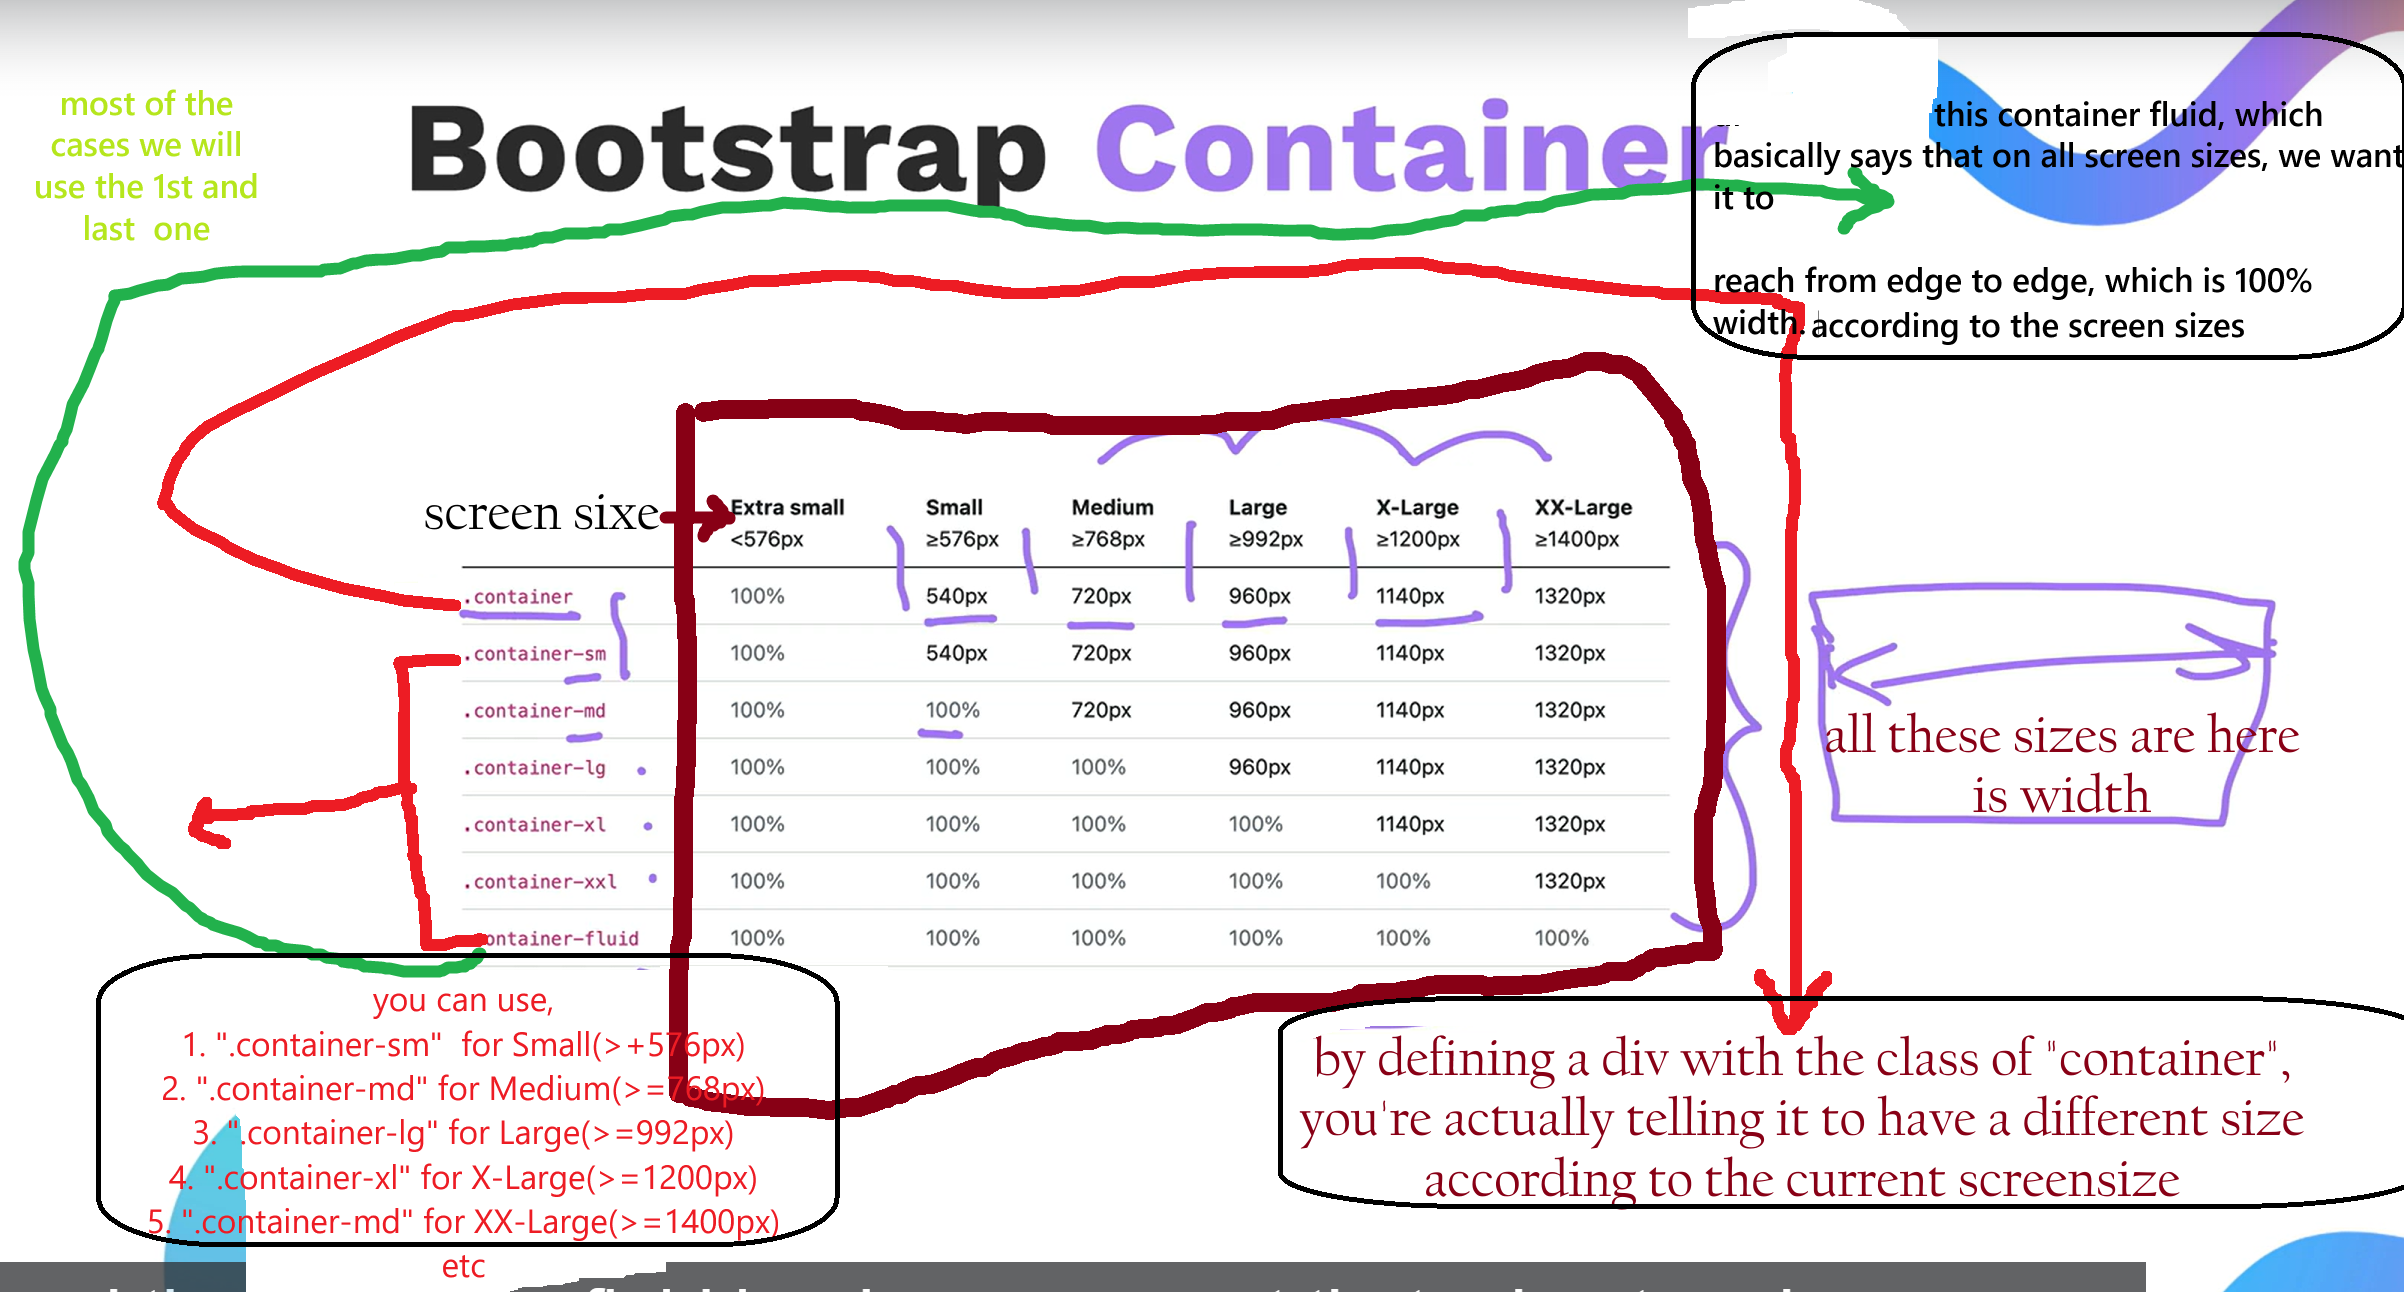 most of the
cases we will
use the 1st and
last one
Bootstrap Container
this container fluid, which
basically says that on all screen sizes, we want
it to
reach from edge to edge, which is 100%
width. according to the screen sizes
screen sixe
Extra small Small Medium Large X-Large XX-Large
<576px ≥576px ≥768px ≥992px ≥1200px ≥1400px
.container 100% 540px 720px 960px 1140px 1320px
.container-sm 100% 540px 720px 960px 1140px 1320px
.container-md 100% 100% 720px 960px 1140px 1320px
.container-lg 100% 100% 100% 960px 1140px 1320px
.container-xl 100% 100% 100% 100% 1140px 1320px
.container-xxl 100% 100% 100% 100% 100% 1320px
ontainer-fluid 100% 100% 100% 100% 100% 100%
all these sizes are here
is width
you can use,
1. ".container-sm" for Small(>+576px)
2. ".container-md" for Medium(>=768px)
3. ".container-lg" for Large(>=992px)
4. ".container-xl" for X-Large(>=1200px)
5. ".container-md" for XX-Large(>=1400px)
etc
by defining a div with the class of "container",
you're actually telling it to have a different size
according to the current screensize